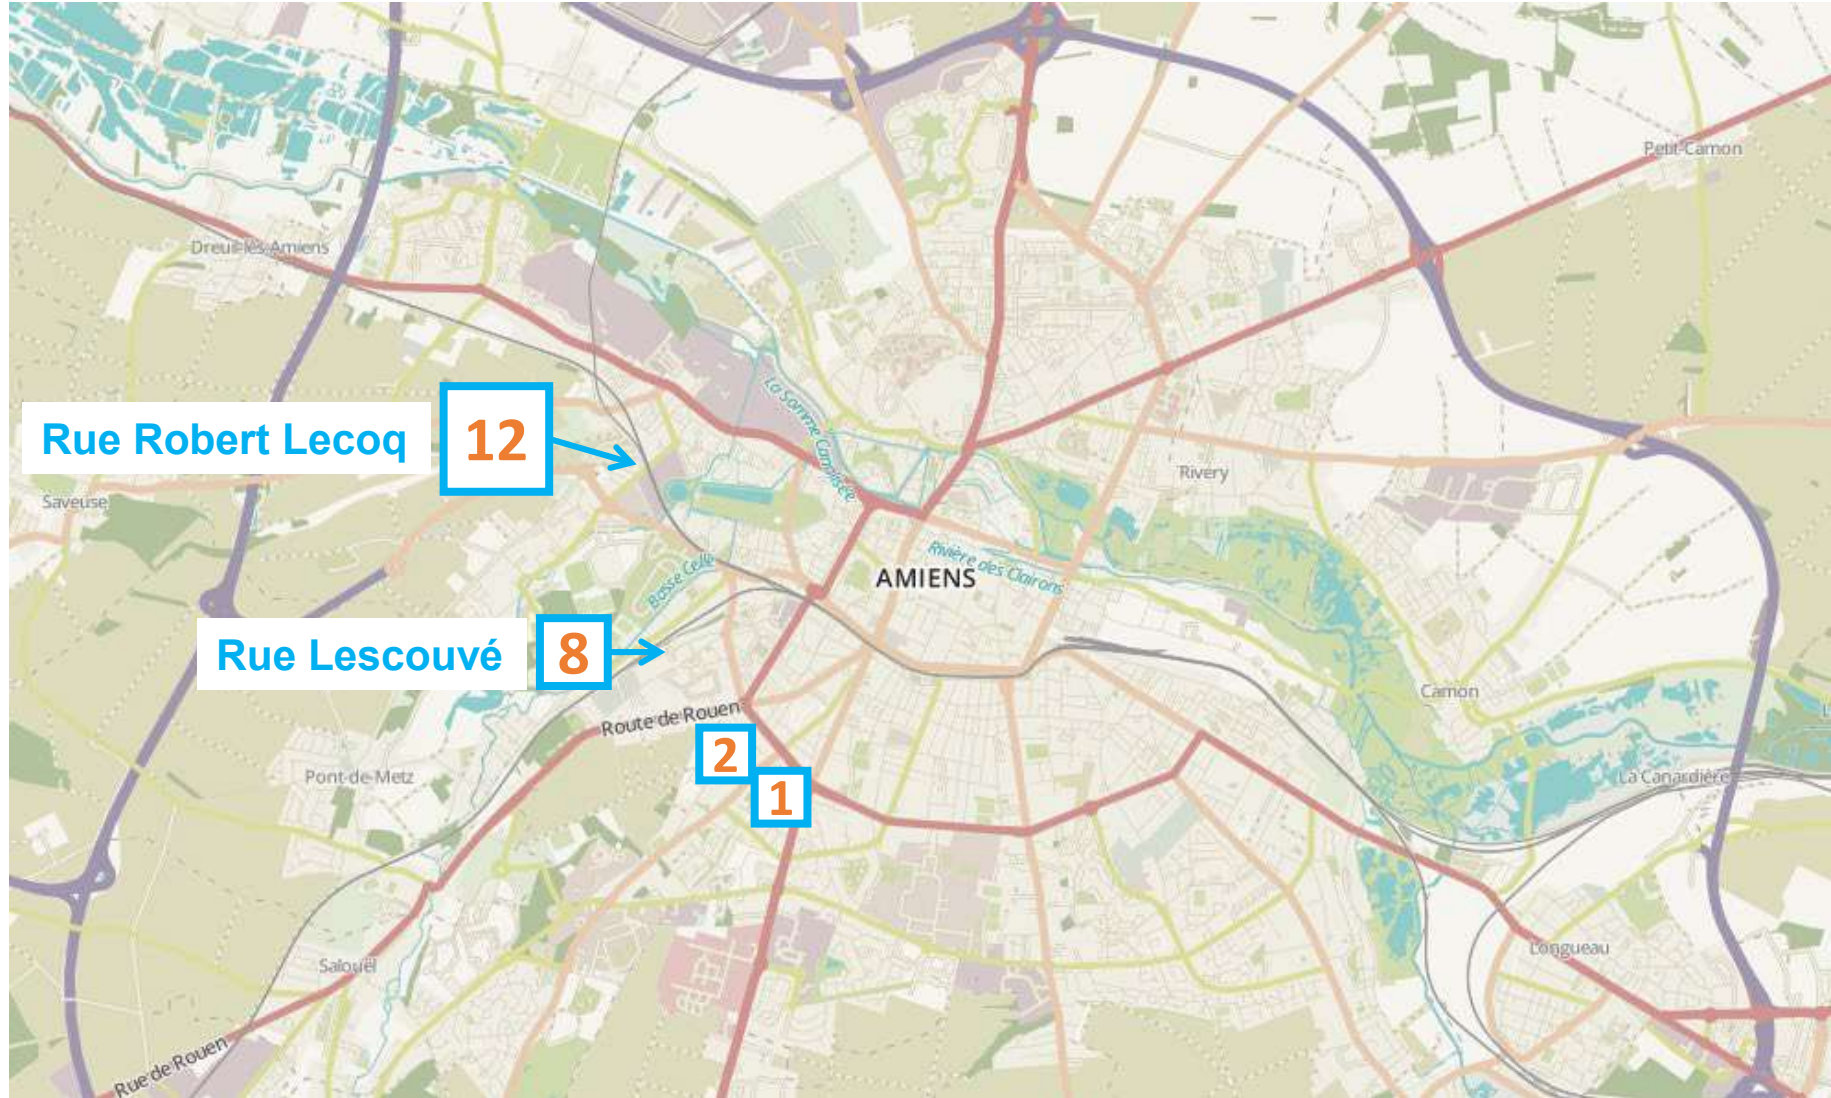 Petit-Camon
Dreuil-lès-Amiens
La Somme Canalisée
Rue Robert Lecoq
12
Rivery
Saveuse
Rivière des Clairons
AMIENS
Basse Celle
Rue Lescouvé
8
Camon
Route de Rouen
2
Pont-de-Metz
1
La Canardière
Salouël
Longueau
Rue de Rouen